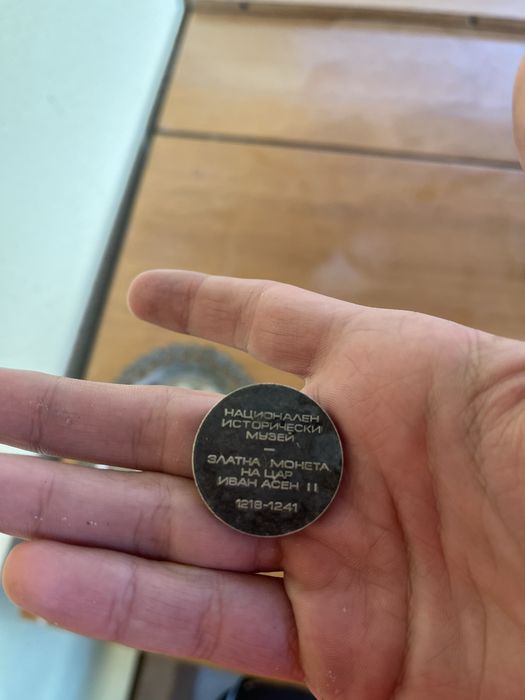 НАЦИОНАЛЕН
ИСТОРИЧЕСКИ
МУЗЕЙ
–
ЗЛАТНА МОНЕТА
НА ЦАР
ИВАН АСЕН II
1218-1241